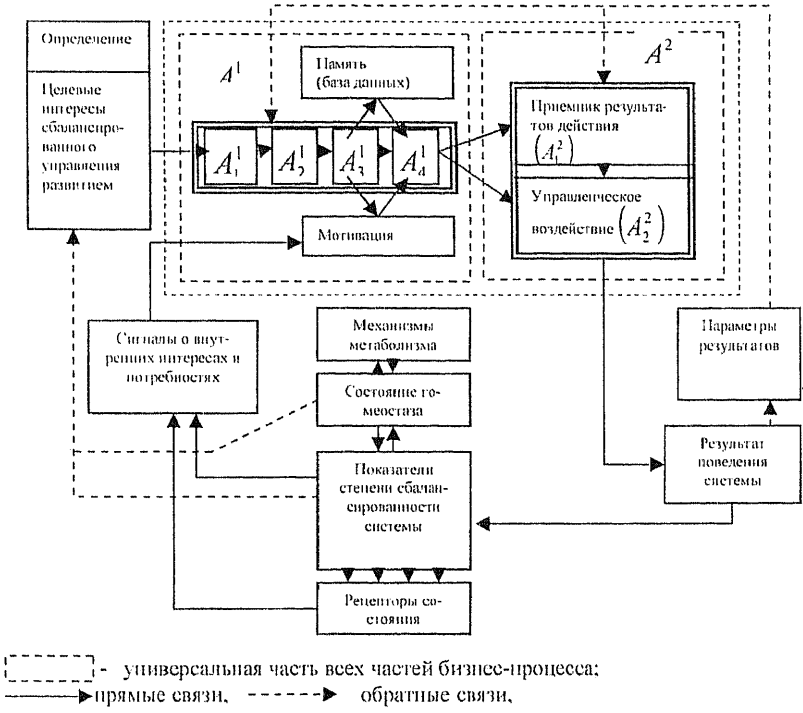 Определение
Целевые
интересы
сбалансиро-
ванного
управления
развитием
A¹
Память
(база данных)
A₁¹ A₂¹ A₃¹ A₄¹
Мотивация
A²
Приемник результа-
тов действия
(A₁²)
Управленческое
воздействие (A₂²)
Сигналы о внут-
ренних интересах и
потребностях
Механизмы
метаболизма
Состояние го-
меостаза
Показатели
степени сбалан-
сированности
системы
Рецепторы со-
стояния
Параметры
результатов
Результат
поведения
системы
- универсальная часть всех частей бизнес-процесса;
прямые связи, обратные связи,